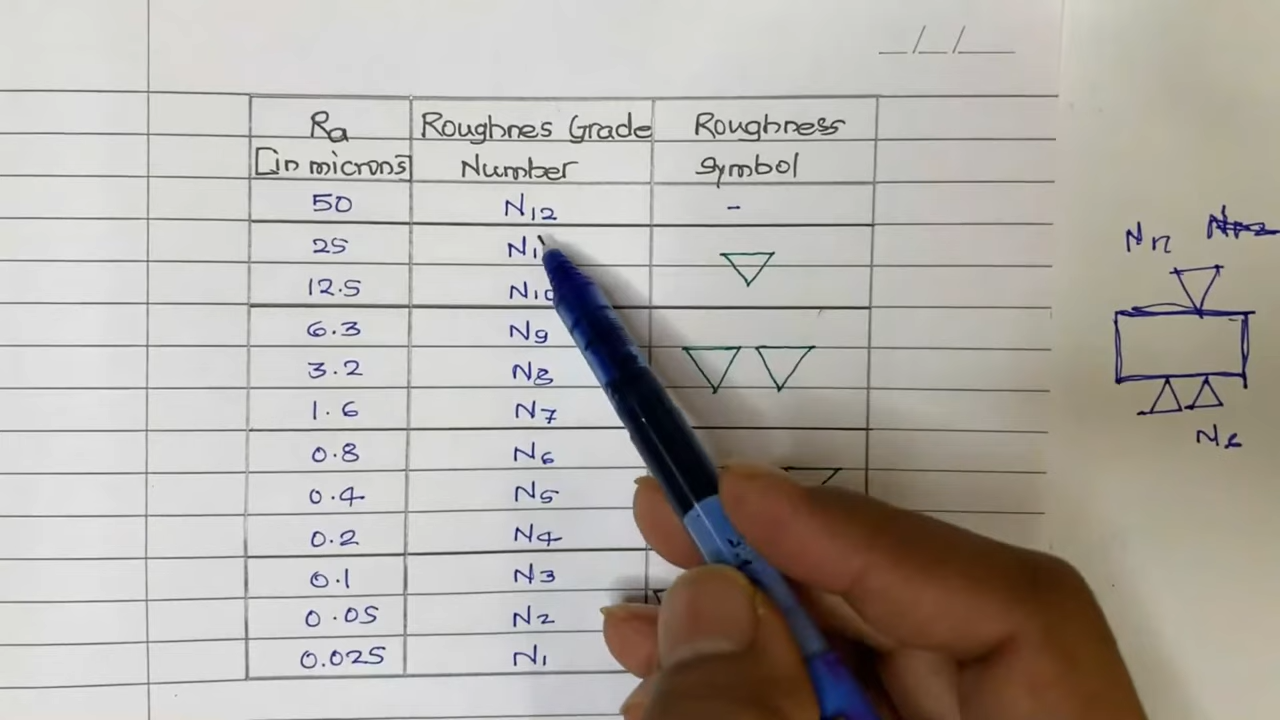 _/_/_
Ra Roughnes Grade Roughness
[In microns] Number Symbol
50 N12 -
25
12.5 N10
6.3 N9
3.2 N8
1.6 N7
0.8 N6
0.4 N5
0.2 N4
0.1 N3
0.05 N2
0.025 N1
N12